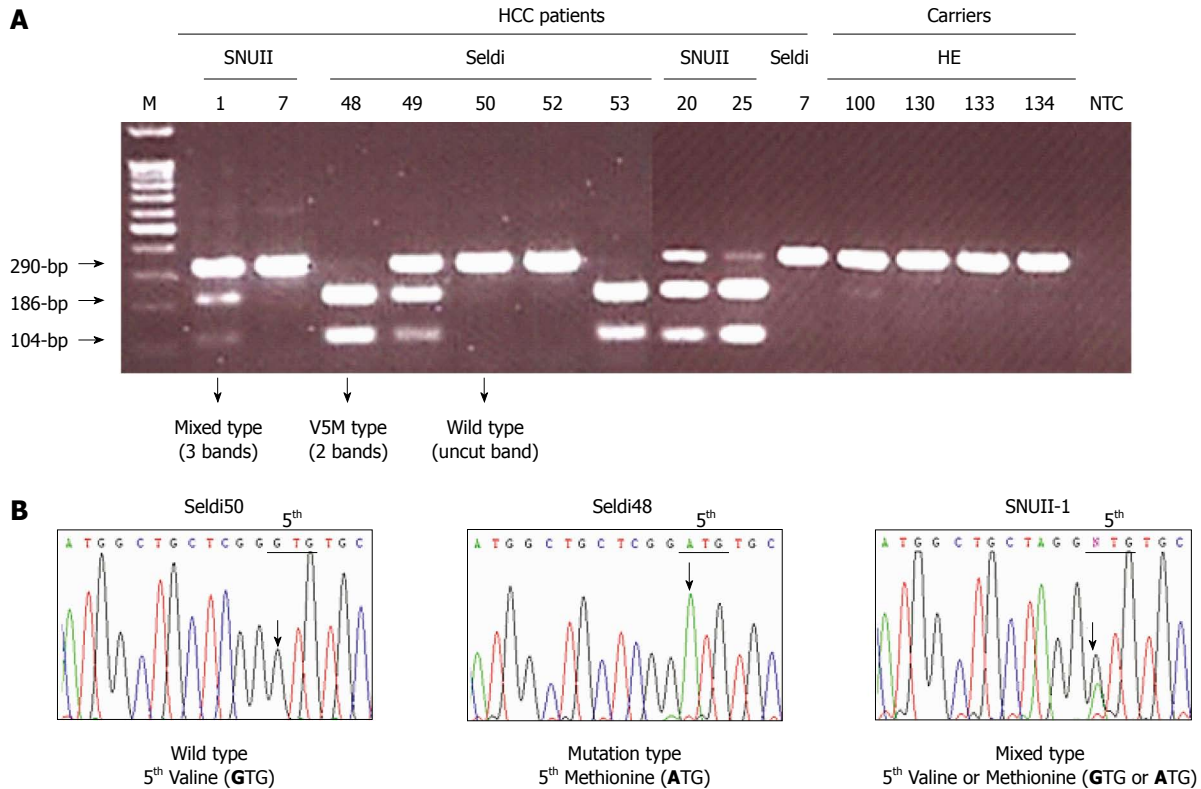 A
HCC patients Carriers
SNUII Seldi SNUII Seldi HE
M 1 7 48 49 50 52 53 20 25 7 100 130 133 134 NTC
290-bp
186-bp
104-bp
Mixed type V5M type Wild type
(3 bands) (2 bands) (uncut band)
B
Seldi50 Seldi48 SNUII-1
5th 5th 5th
A T G G C T G C T C G G G T G T G C A T G G C T G C T C G G A T G T G C A T G G C T G C T A G G N T G T G C
Wild type Mutation type Mixed type
5th Valine (GTG) 5th Methionine (ATG) 5th Valine or Methionine (GTG or ATG)